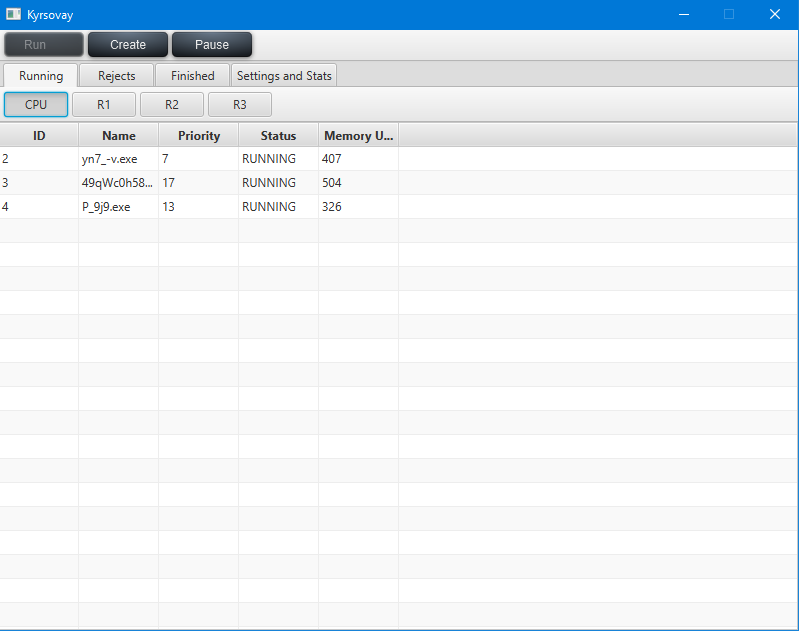 Kyrsovay
Run Create Pause
Running Rejects Finished Settings and Stats
CPU R1 R2 R3
ID Name Priority Status Memory U...
2 yn7_-v.exe 7 RUNNING 407
3 49qWc0h58... 17 RUNNING 504
4 P_9j9.exe 13 RUNNING 326